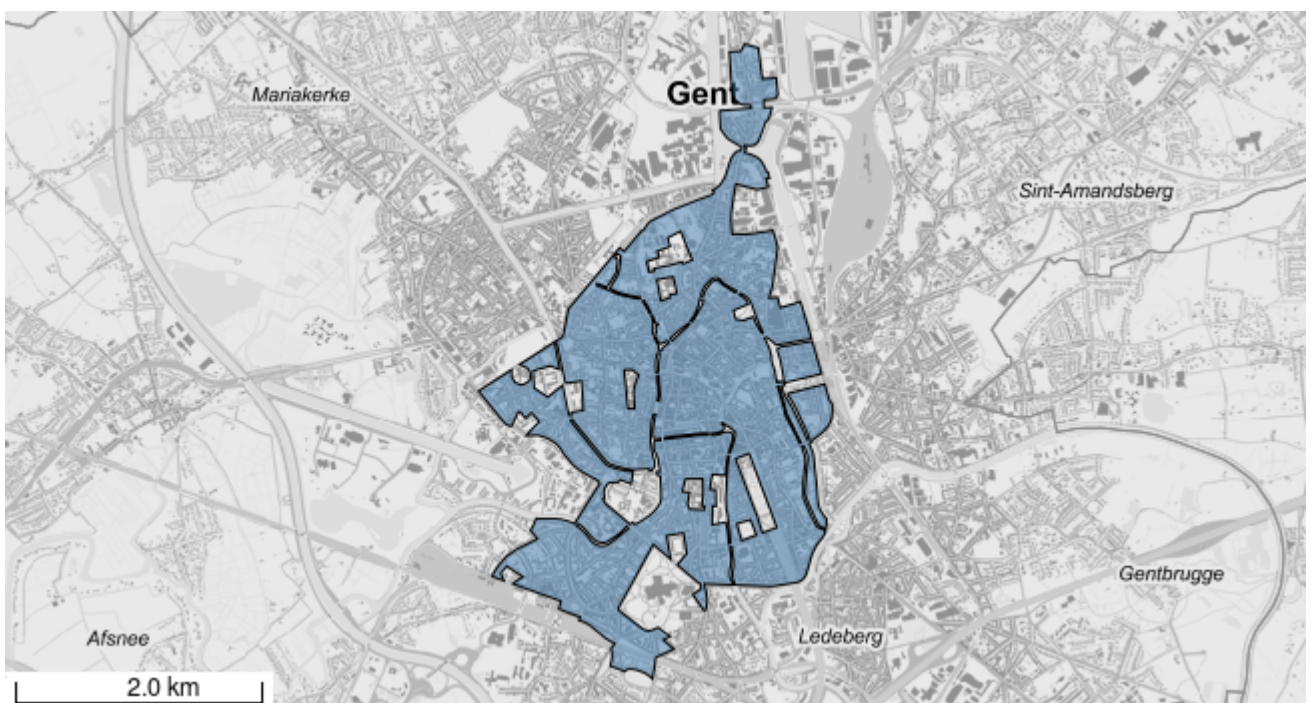 Gent
Mariakerke
Sint-Amandsberg
Gentbrugge
Afsnee
Ledeberg
2.0 km